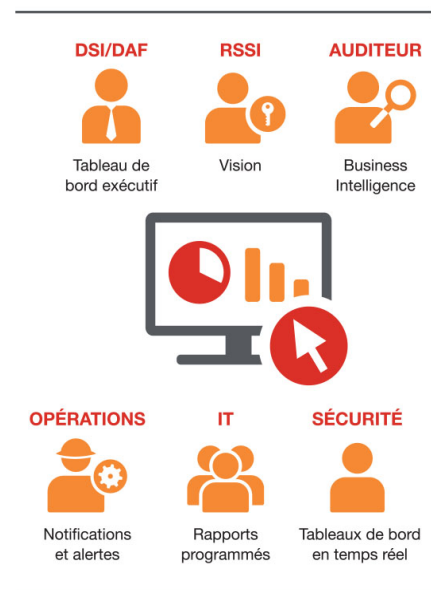 DSI/DAF
RSSI
AUDITEUR
Tableau de
bord exécutif
Vision
Business
Intelligence
OPÉRATIONS
IT
SÉCURITÉ
Notifications
et alertes
Rapports
programmés
Tableaux de bord
en temps réel